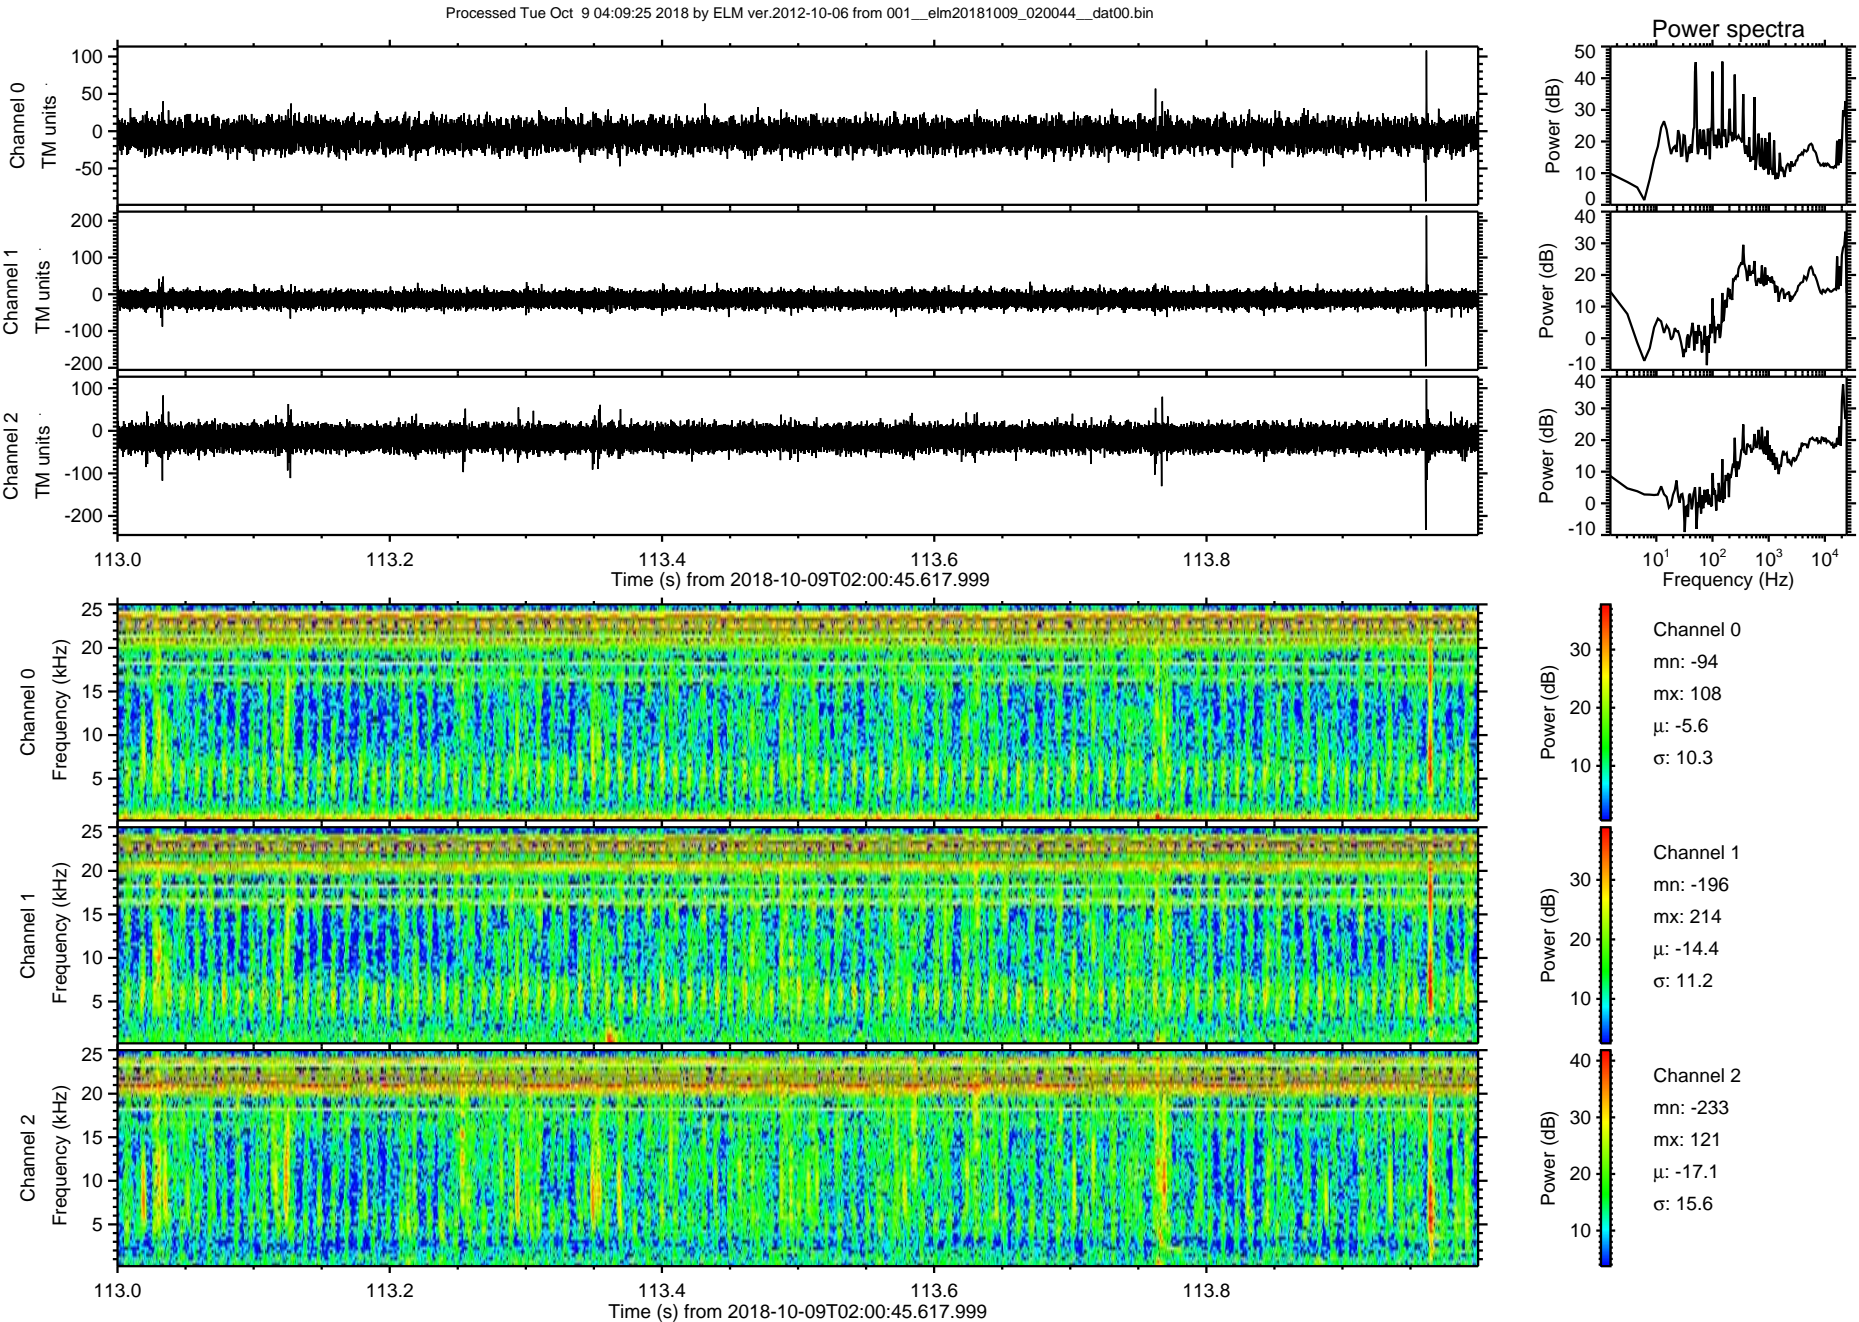 Processed Tue Oct  9 04:09:25 2018 by ELM ver.2012-10-06 from 001__elm20181009_020044__dat00.bin
Power spectra
Channel 0
TM units
100
50
0
-50
Power (dB)
50
40
30
20
10
0
Channel 1
TM units
200
100
0
-100
-200
Power (dB)
40
30
20
10
0
-10
Channel 2
TM units
100
0
-100
-200
Power (dB)
40
30
20
10
0
-10
113.0 113.2 113.4 113.6 113.8
Time (s) from 2018-10-09T02:00:45.617.999
10^1 10^2 10^3 10^4
Frequency (Hz)
Channel 0
Frequency (kHz)
25
20
15
10
5
Power (dB)
30
20
10
Channel 0
mn: -94
mx: 108
μ: -5.6
σ: 10.3
Channel 1
Frequency (kHz)
25
20
15
10
5
Power (dB)
30
20
10
Channel 1
mn: -196
mx: 214
μ: -14.4
σ: 11.2
Channel 2
Frequency (kHz)
25
20
15
10
5
Power (dB)
40
30
20
10
Channel 2
mn: -233
mx: 121
μ: -17.1
σ: 15.6
113.0 113.2 113.4 113.6 113.8
Time (s) from 2018-10-09T02:00:45.617.999